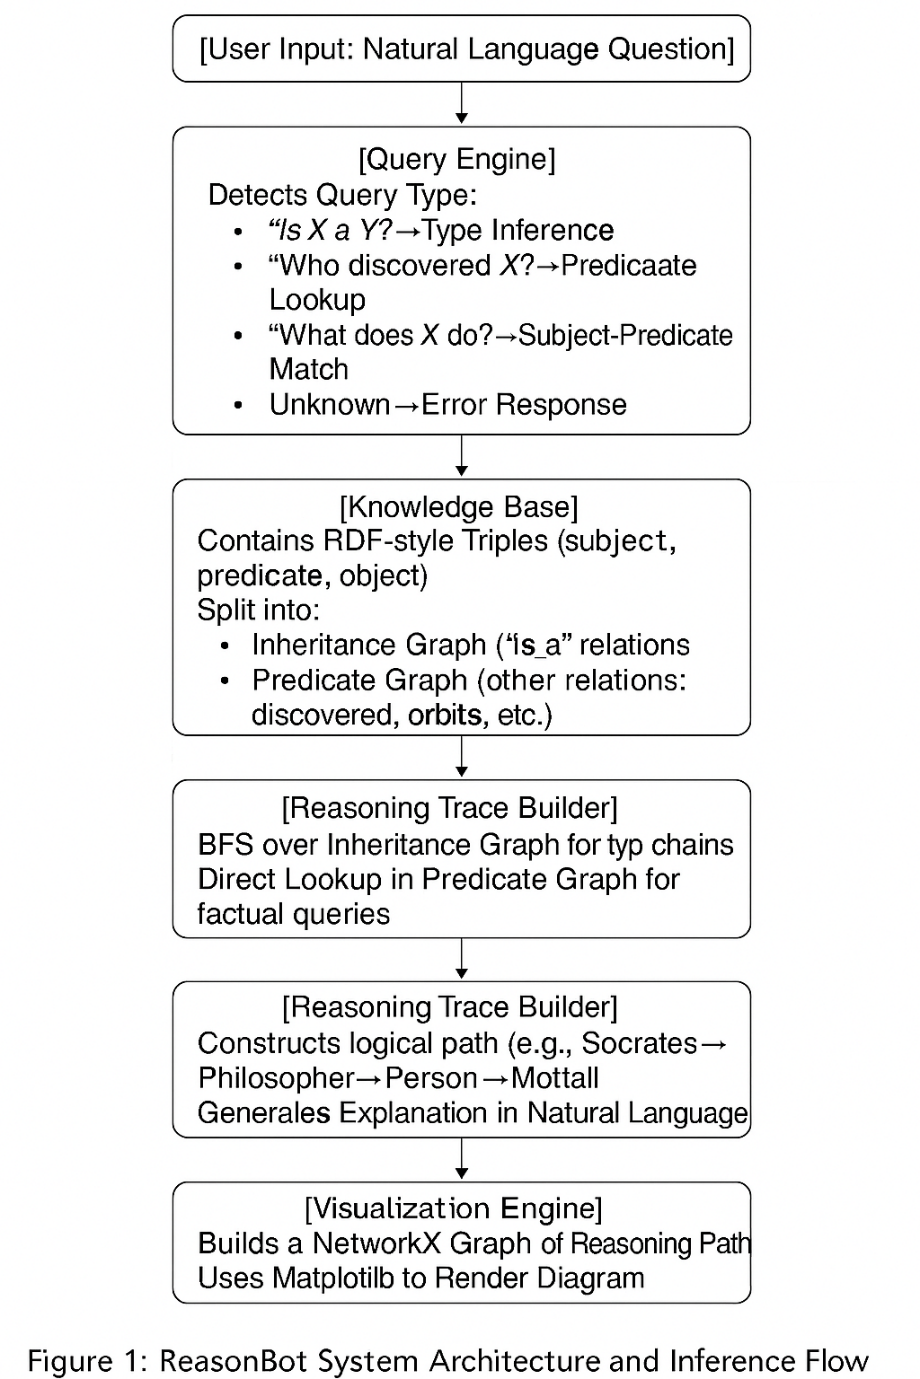 [User Input: Natural Language Question]
[Query Engine]
Detects Query Type:
• “Is X a Y?→Type Inference
• “Who discovered X?→Predicaate
Lookup
• “What does X do?→Subject-Predicate
Match
• Unknown→Error Response
[Knowledge Base]
Contains RDF-style Triples (subject,
predicate, object)
Split into:
• Inheritance Graph (“is_a” relations
• Predicate Graph (other relations:
discovered, orbits, etc.)
[Reasoning Trace Builder]
BFS over Inheritance Graph for typ chains
Direct Lookup in Predicate Graph for
factual queries
[Reasoning Trace Builder]
Constructs logical path (e.g., Socrates→
Philosopher→Person→Mottall
Generales Explanation in Natural Language
[Visualization Engine]
Builds a NetworkX Graph of Reasoning Path
Uses Matplotilb to Render Diagram
Figure 1: ReasonBot System Architecture and Inference Flow